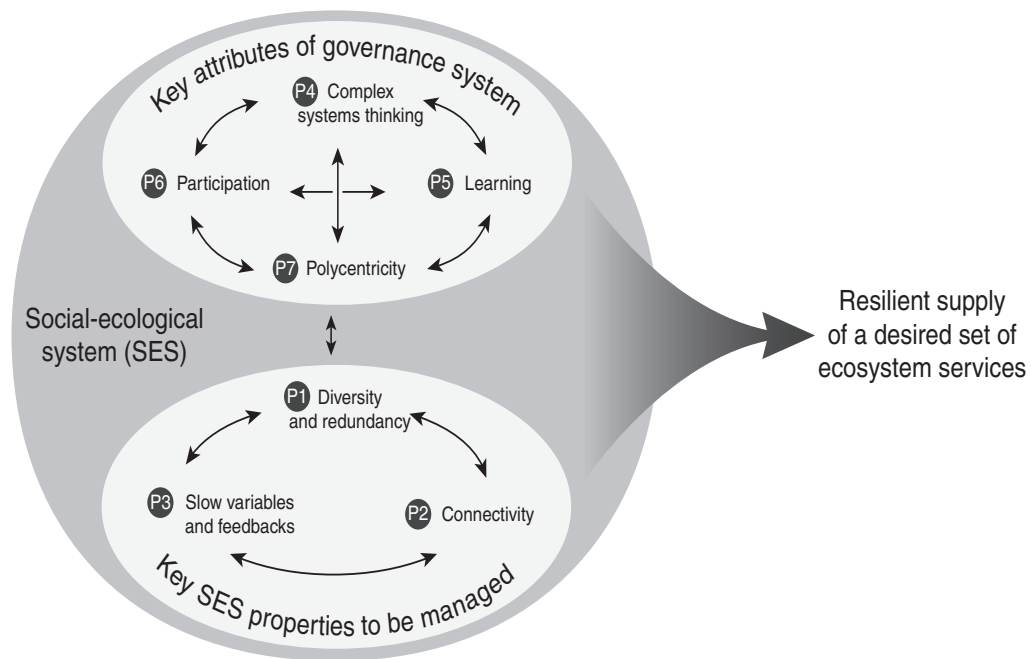 Key attributes of governance system
P4 Complex
systems thinking
P6 Participation
P5 Learning
P7 Polycentricity
Social-ecological
system (SES)
Resilient supply
of a desired set of
ecosystem services
P1 Diversity
and redundancy
P3 Slow variables
and feedbacks
P2 Connectivity
Key SES properties to be managed